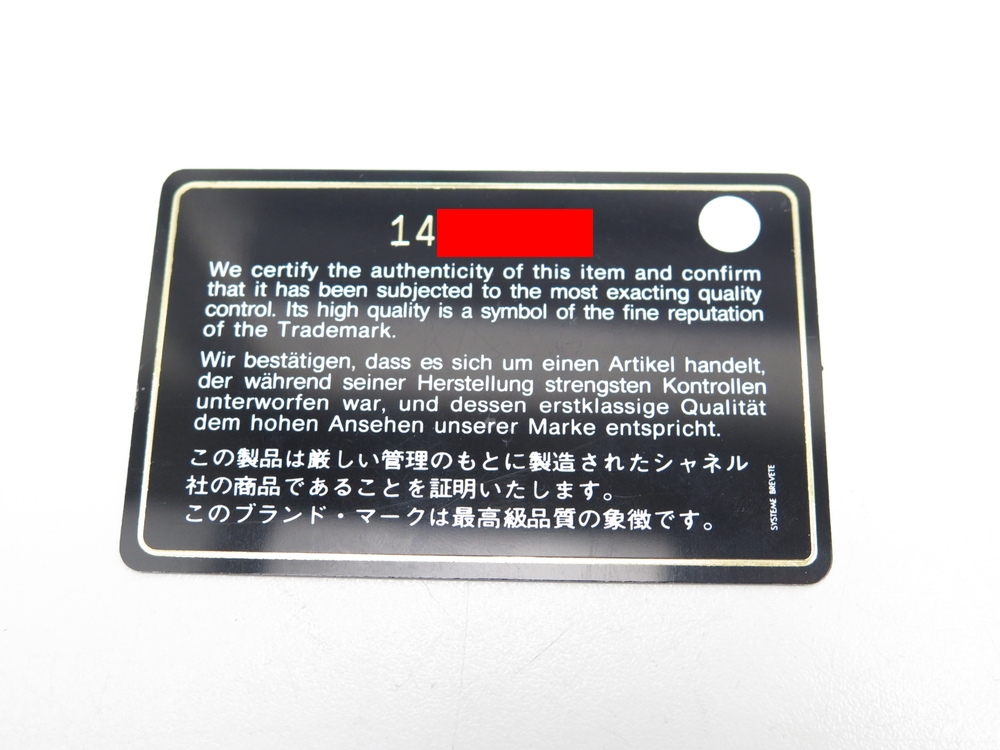 14
We certify the authenticity of this item and confirm
that it has been subjected to the most exacting quality
control. Its high quality is a symbol of the fine reputation
of the Trademark.
Wir bestätigen, dass es sich um einen Artikel handelt,
der während seiner Herstellung strengsten Kontrollen
unterworfen war, und dessen erstklassige Qualität
dem hohen Ansehen unserer Marke entspricht.
この製品は厳しい管理のもとに製造されたシャネル
社の商品であることを証明いたします。
このブランド・マークは最高級品質の象徴です。
SYSTEME BREVETE